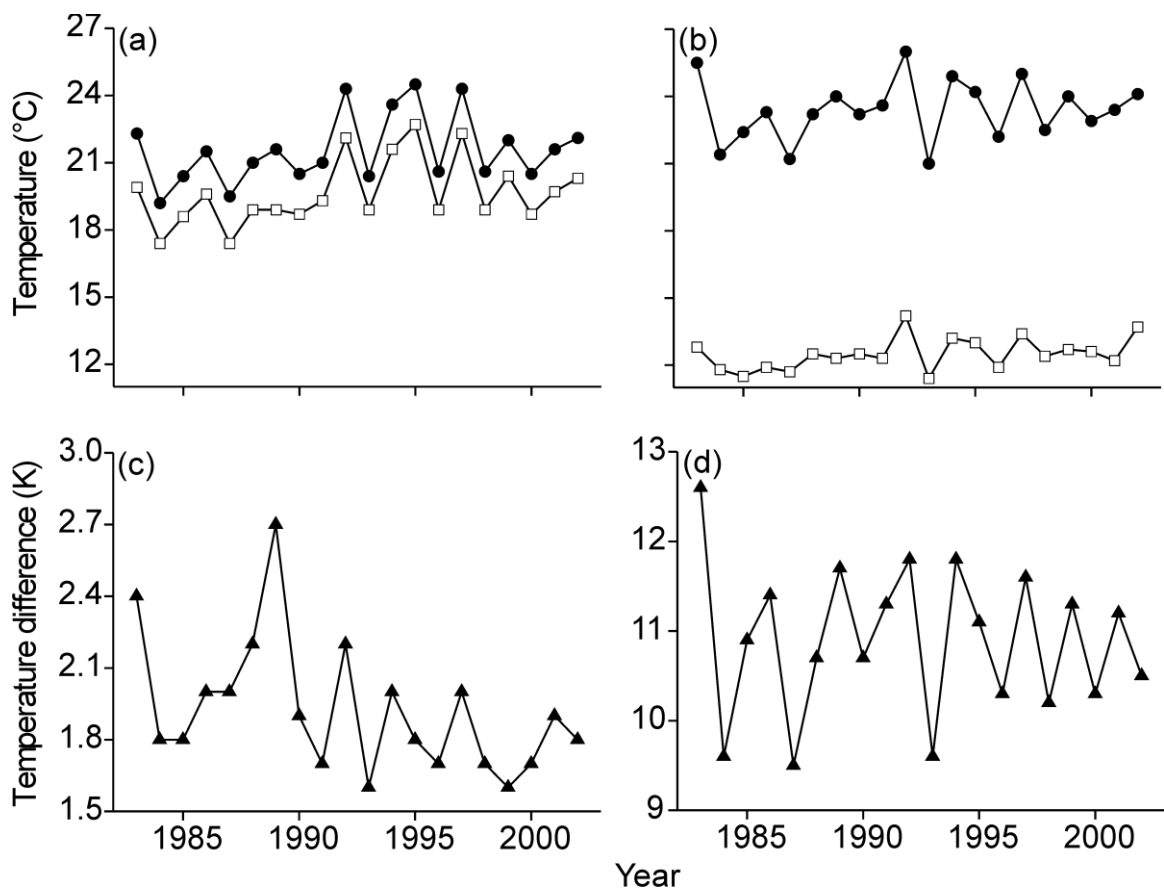 (a)
(b)
27
24
21
18
15
12
Temperature (°C)
(c)
(d)
3.0
2.7
2.4
2.1
1.8
1.5
Temperature difference (K)
13
12
11
10
9
1985 1990 1995 2000 1985 1990 1995 2000
Year